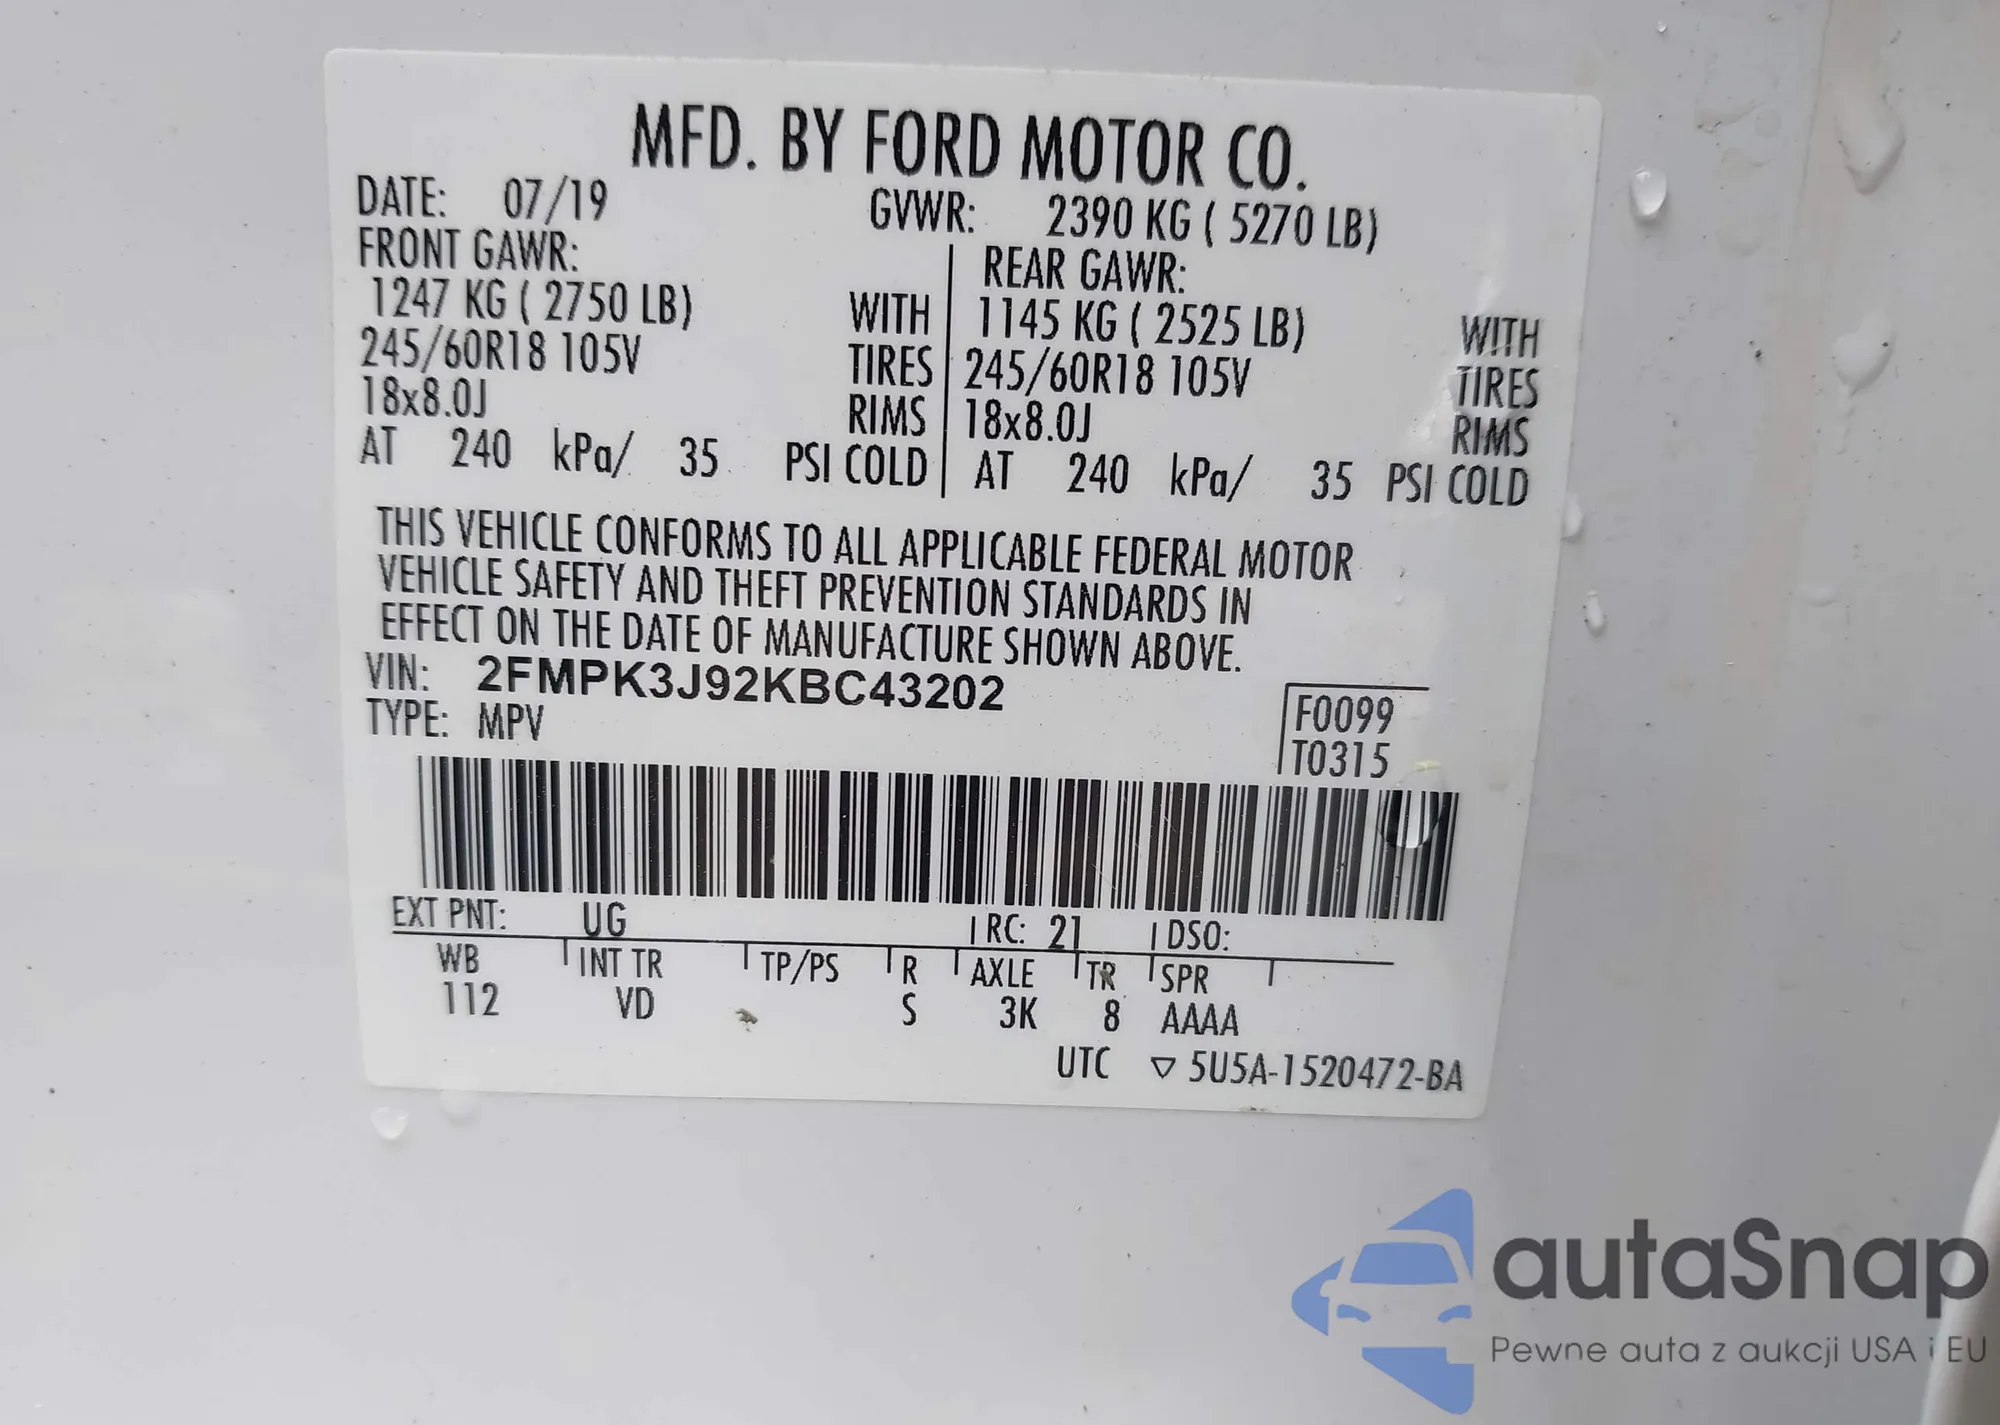 MFD. BY FORD MOTOR CO.
DATE: 07/19 GVWR: 2390 KG ( 5270 LB)
FRONT GAWR: REAR GAWR:
1247 KG ( 2750 LB) WITH 1145 KG ( 2525 LB) WITH
245/60R18 105V TIRES 245/60R18 105V TIRES
18x8.0J RIMS 18x8.0J RIMS
AT 240 kPa/ 35 PSI COLD AT 240 kPa/ 35 PSI COLD
THIS VEHICLE CONFORMS TO ALL APPLICABLE FEDERAL MOTOR
VEHICLE SAFETY AND THEFT PREVENTION STANDARDS IN
EFFECT ON THE DATE OF MANUFACTURE SHOWN ABOVE.
VIN: 2FMPK3J92KBC43202
TYPE: MPV
F0099
T0315
EXT PNT: UG RC: 21 DSO:
WB INT TR TP/PS R AXLE TR SPR
112 VD S 3K 8 AAAA
UTC ▽ 5U5A-1520472-BA
autaSnap
Pewne auta z aukcji USA i EU